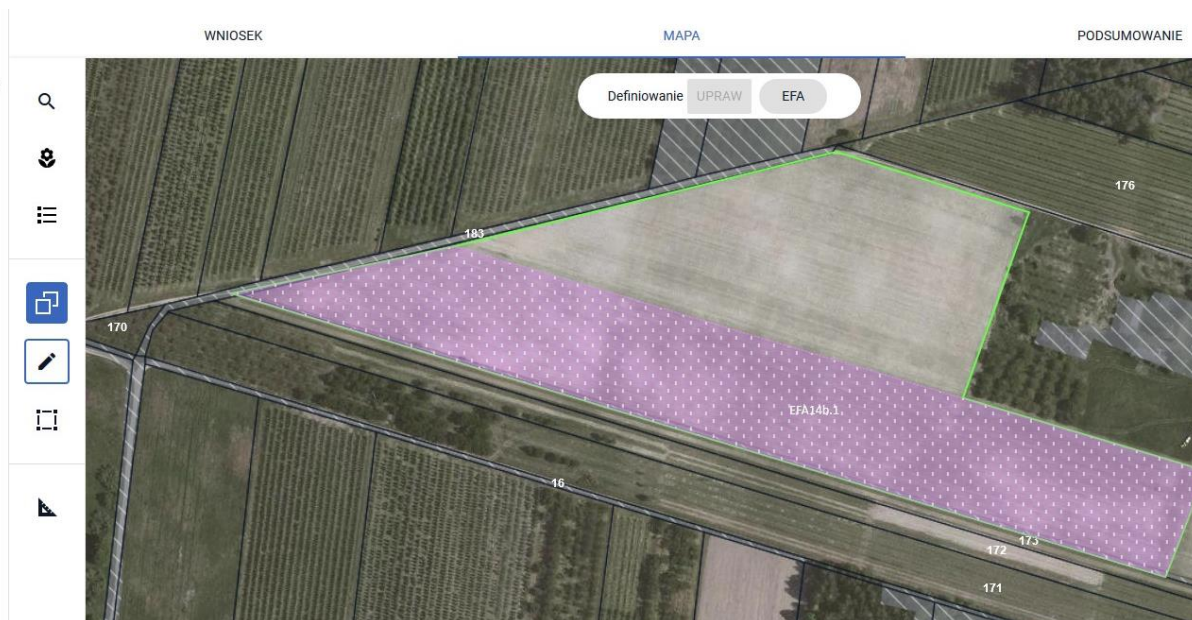 WNIOSEK
MAPA
PODSUMOWANIE
Definiowanie UPRAW EFA
176
183
170
EFA14b.1.
16
173
172
171